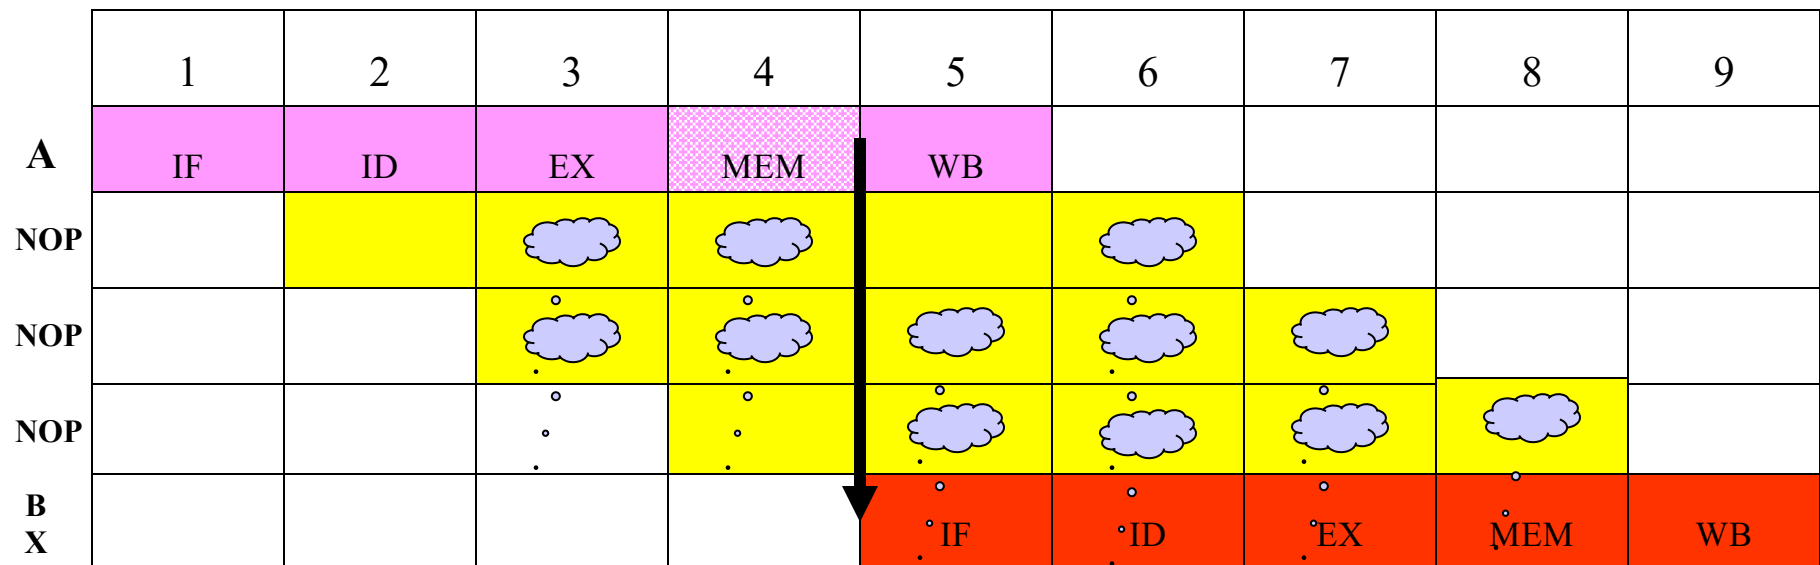 1 2 3 4 5 6 7 8 9
A IF ID EX MEM WB
NOP
NOP
NOP
B
X IF ID EX MEM WB